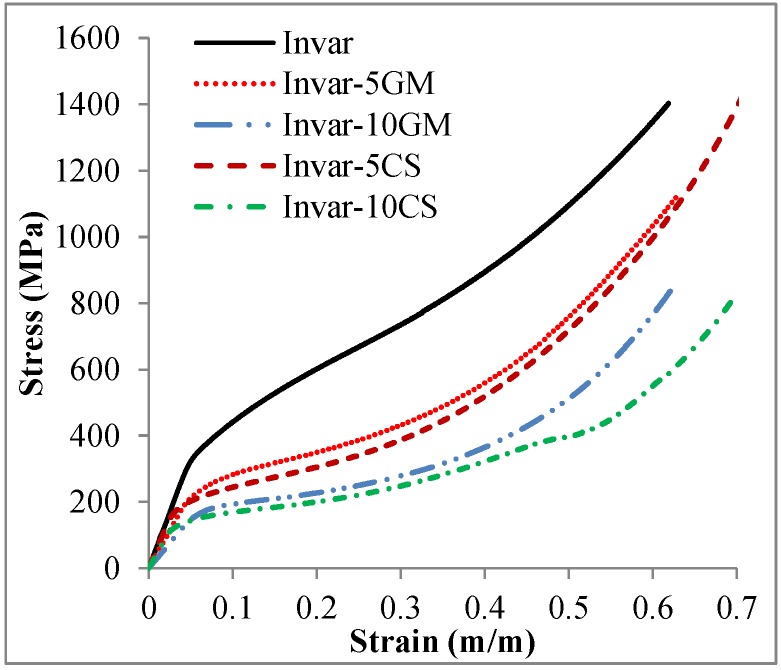 1600
1400
1200
1000
800
600
400
200
0
Stress (MPa)
Invar
Invar-5GM
Invar-10GM
Invar-5CS
Invar-10CS
0 0.1 0.2 0.3 0.4 0.5 0.6 0.7
Strain (m/m)